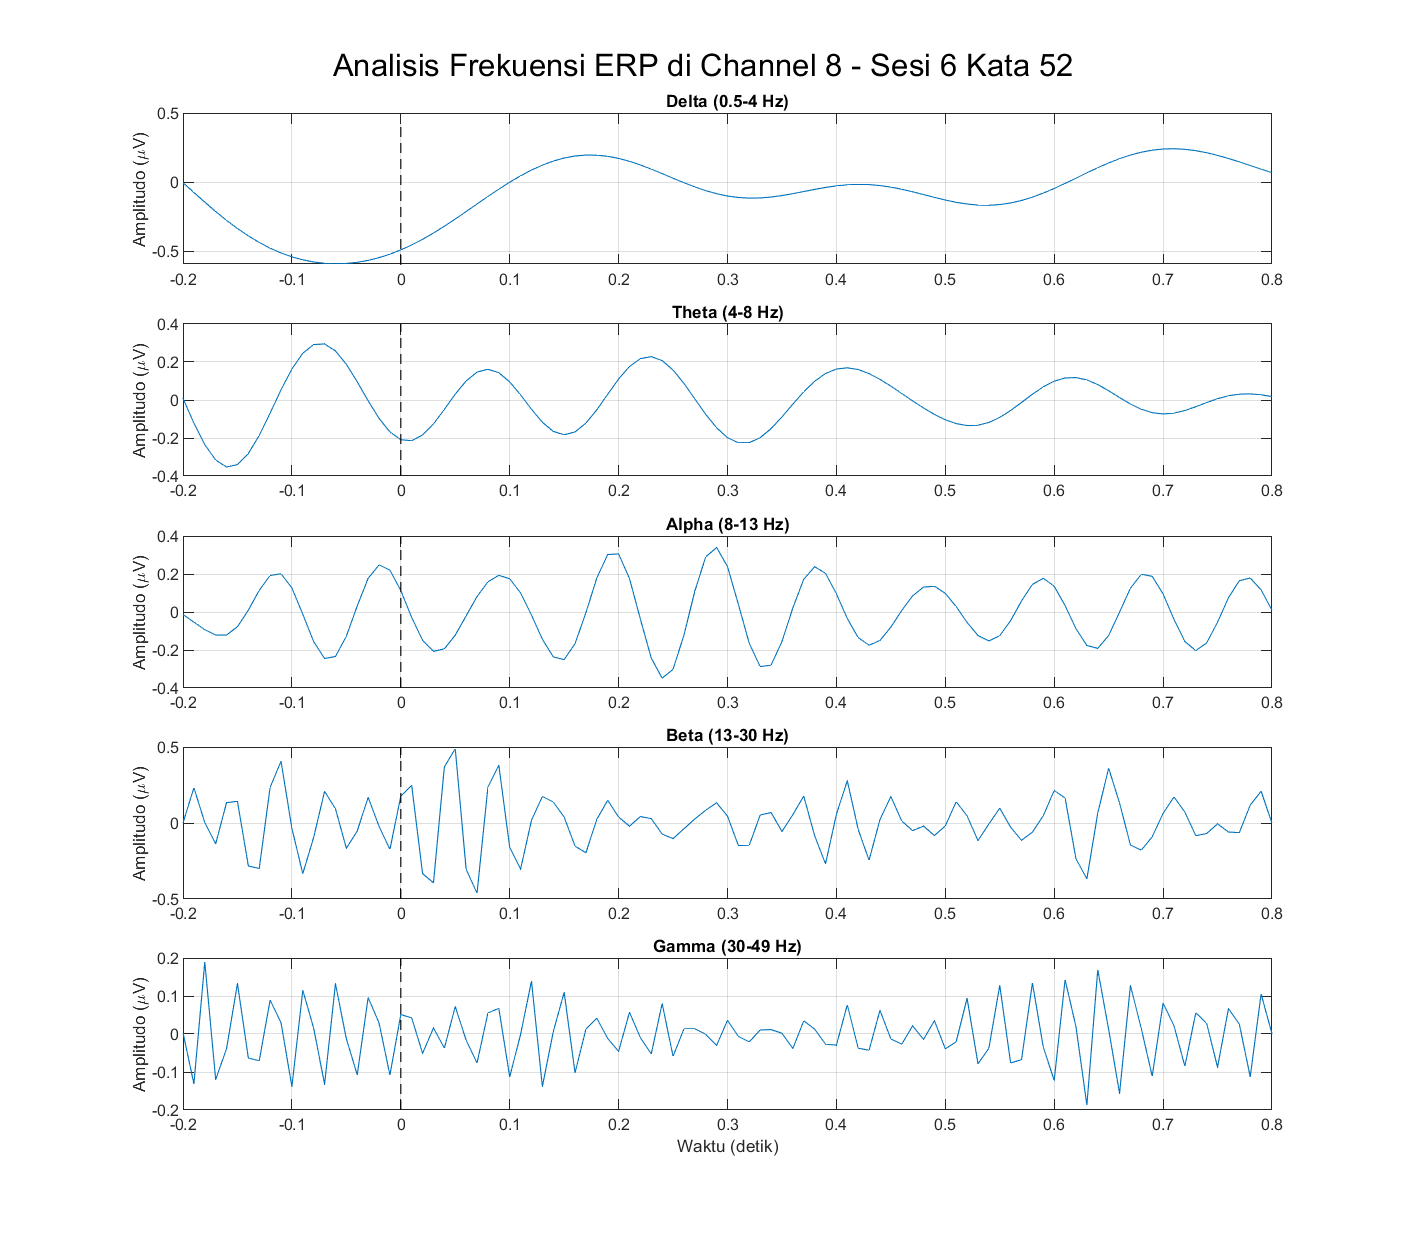 Analisis Frekuensi ERP di Channel 8 - Sesi 6 Kata 52
Delta (0.5-4 Hz)
Amplitudo (μV)
0.5
0
-0.5
-0.2 -0.1 0 0.1 0.2 0.3 0.4 0.5 0.6 0.7 0.8
Theta (4-8 Hz)
Amplitudo (μV)
0.4
0.2
0
-0.2
-0.4
-0.2 -0.1 0 0.1 0.2 0.3 0.4 0.5 0.6 0.7 0.8
Alpha (8-13 Hz)
Amplitudo (μV)
0.4
0.2
0
-0.2
-0.4
-0.2 -0.1 0 0.1 0.2 0.3 0.4 0.5 0.6 0.7 0.8
Beta (13-30 Hz)
Amplitudo (μV)
0.5
0
-0.5
-0.2 -0.1 0 0.1 0.2 0.3 0.4 0.5 0.6 0.7 0.8
Gamma (30-49 Hz)
Amplitudo (μV)
0.2
0.1
0
-0.1
-0.2
-0.2 -0.1 0 0.1 0.2 0.3 0.4 0.5 0.6 0.7 0.8
Waktu (detik)